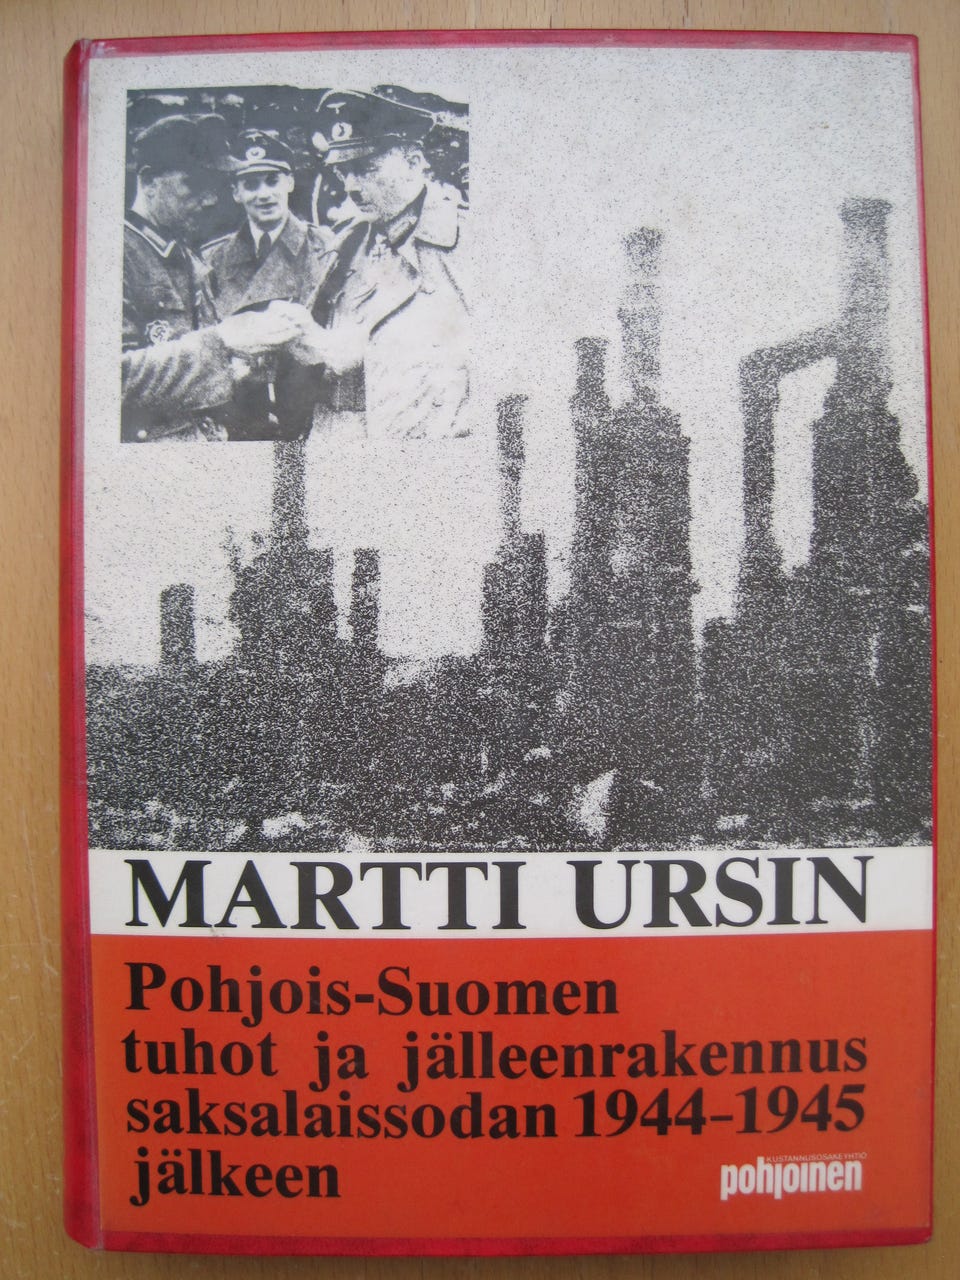 MARTTI URSIN
Pohjois-Suomen
tuhot ja jälleenrakennus
saksalaissodan 1944-1945
jälkeen
KUSTANNUSOSAKEYHTIÖ
pohjoinen